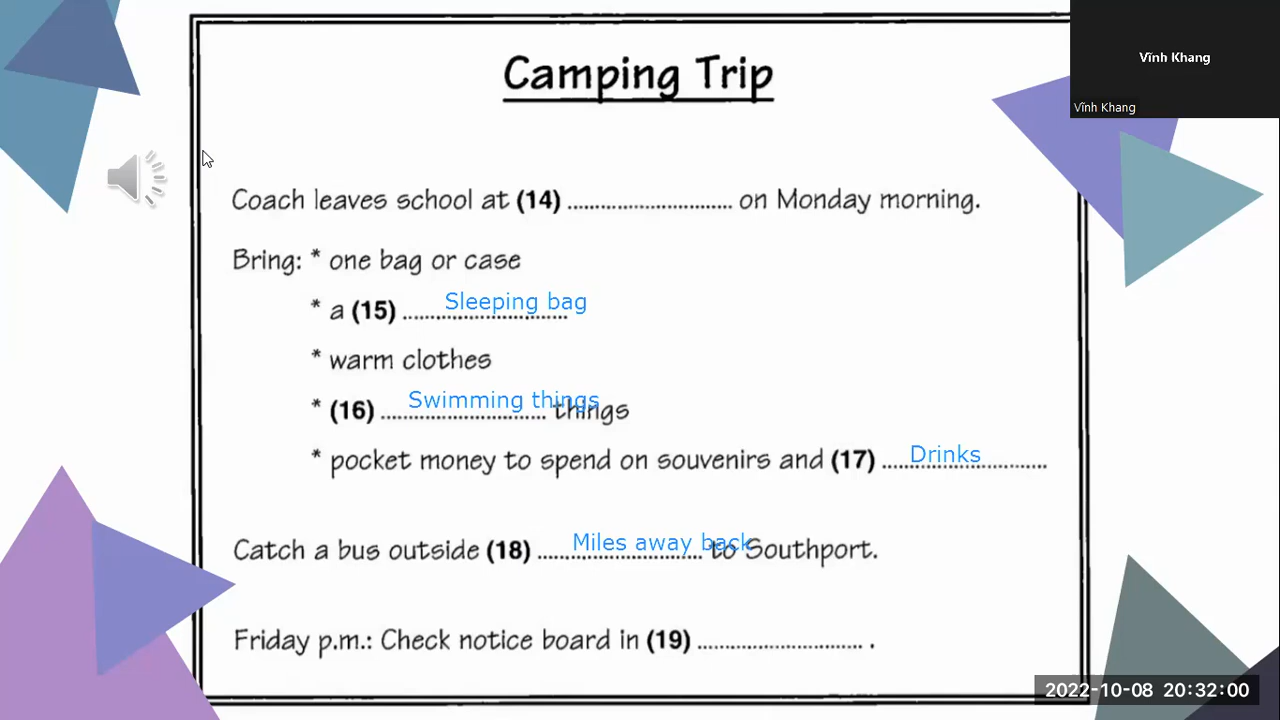 Camping Trip
Vĩnh Khang
Vĩnh Khang
Coach leaves school at (14) ............................ on Monday morning.
Bring: * one bag or case
* a (15) ............................ Sleeping bag
* warm clothes
* (16) ............................ things Swimming things
* pocket money to spend on souvenirs and (17) ............................ Drinks
Catch a bus outside (18) ............................ to Southport. Miles away back
Friday p.m.: Check notice board in (19) ............................ .
2022-10-08 20:32:00